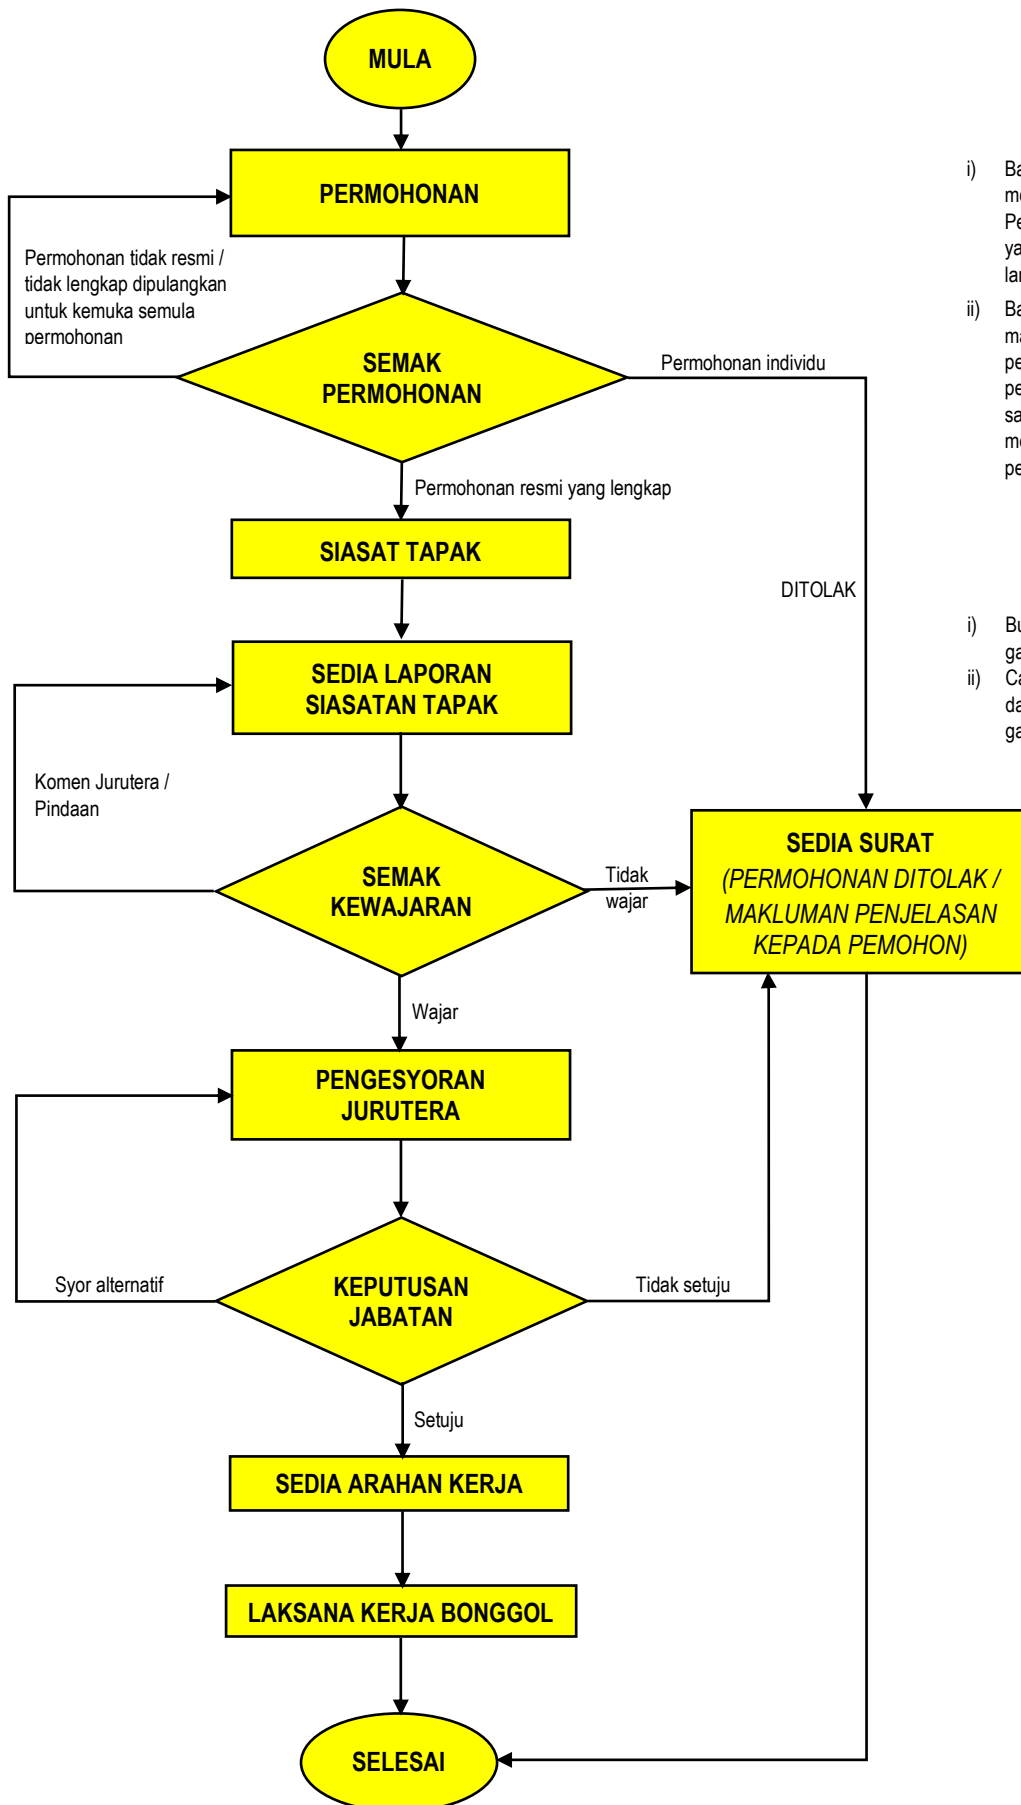 MULA
PERMOHONAN
Permohonan tidak resmi /
tidak lengkap dipulangkan
untuk kemuka semula
permohonan
SEMAK
PERMOHONAN
Permohonan individu
Permohonan resmi yang lengkap
SIASAT TAPAK
DITOLAK
SEDIA LAPORAN
SIASATAN TAPAK
Komen Jurutera /
Pindaan
SEMAK
KEWAJARAN
Tidak
wajar
SEDIA SURAT
(PERMOHONAN DITOLAK /
MAKLUMAN PENJELASAN
KEPADA PEMOHON)
Wajar
PENGESYORAN
JURUTERA
Syor alternatif
KEPUTUSAN
JABATAN
Tidak setuju
Setuju
SEDIA ARAHAN KERJA
LAKSANA KERJA BONGGOL
SELESAI
i)
ii)
i)
ii)